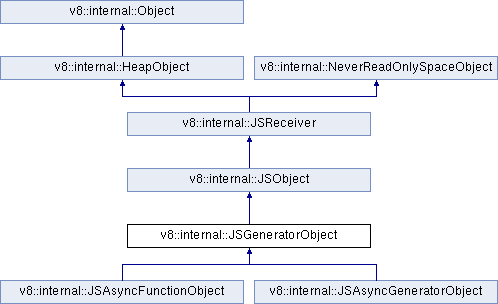 v8::internal::Object
v8::internal::HeapObject
v8::internal::NeverReadOnlySpaceObject
v8::internal::JSReceiver
v8::internal::JSObject
v8::internal::JSGeneratorObject
v8::internal::JSAsyncFunctionObject
v8::internal::JSAsyncGeneratorObject